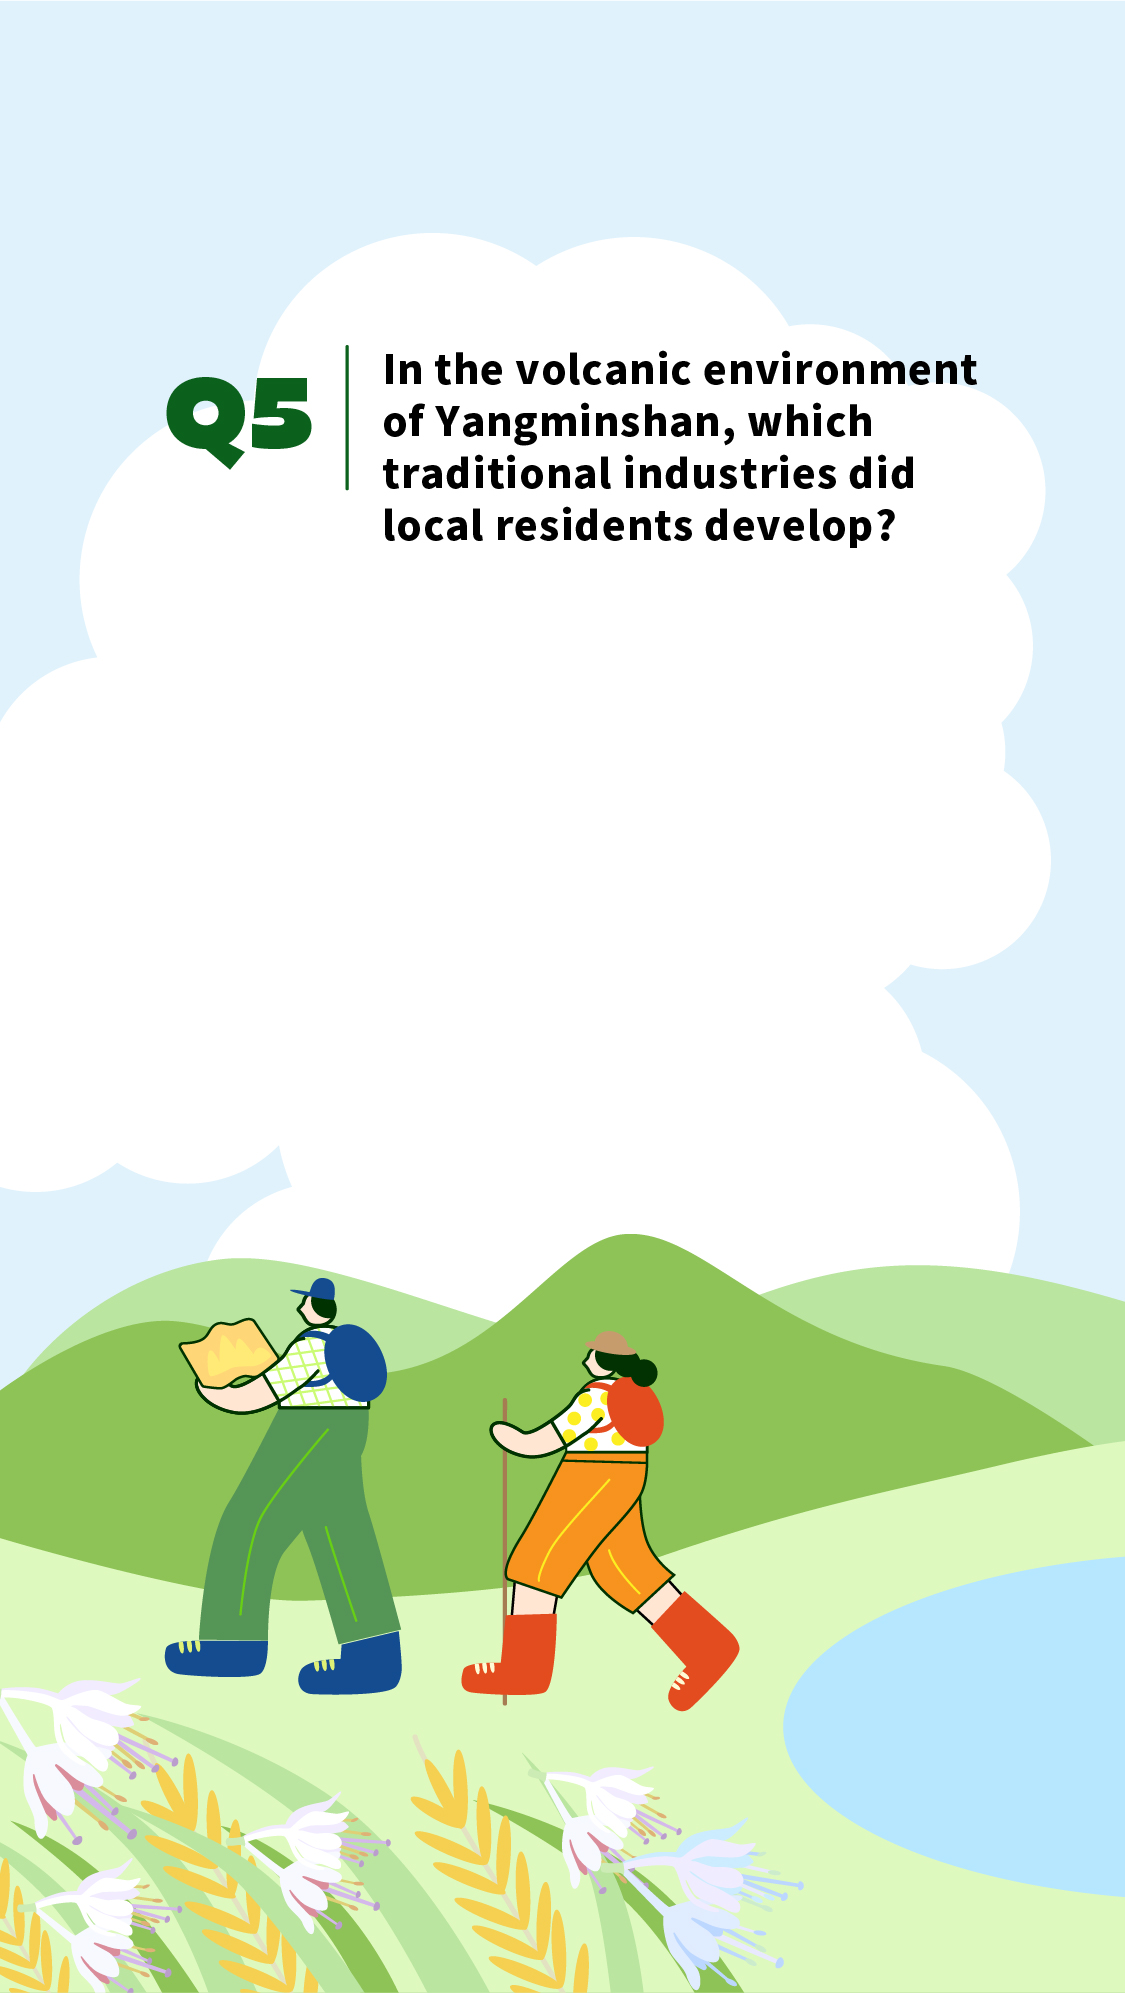 Q5
In the volcanic environment
of Yangminshan, which
traditional industries did
local residents develop?